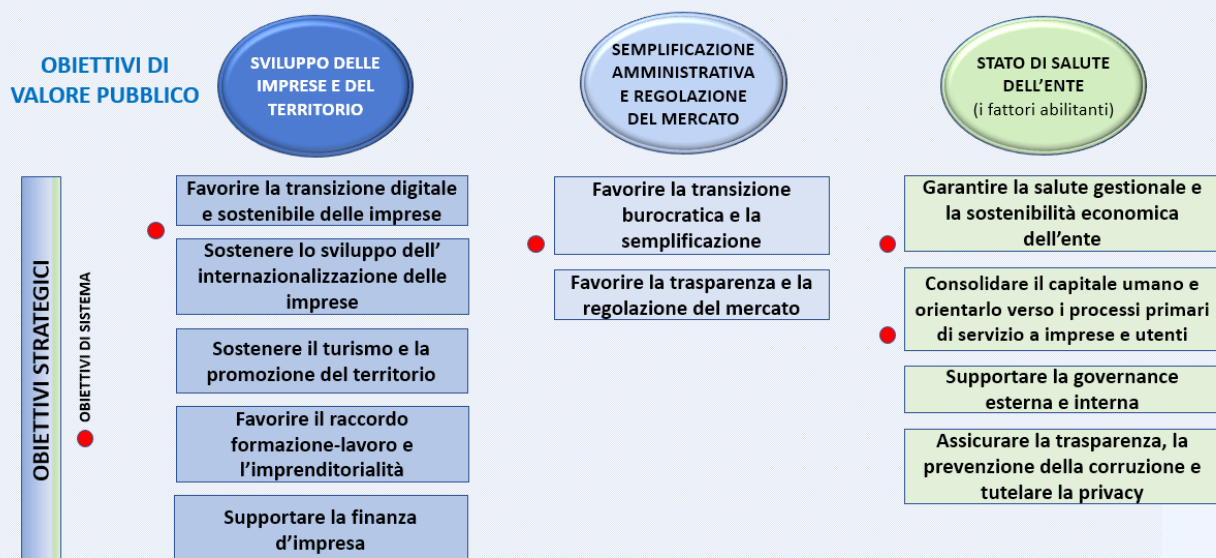 OBIETTIVI DI
VALORE PUBBLICO
SVILUPPO DELLE
IMPRESE E DEL
TERRITORIO
SEMPLIFICAZIONE
AMMINISTRATIVA
E REGOLAZIONE
DEL MERCATO
STATO DI SALUTE
DELL’ENTE
(i fattori abilitanti)
OBIETTIVI STRATEGICI
OBIETTIVI DI SISTEMA
Favorire la transizione digitale
e sostenibile delle imprese
Sostenere lo sviluppo dell’
internazionalizzazione delle
imprese
Sostenere il turismo e la
promozione del territorio
Favorire il raccordo
formazione-lavoro e
l’imprenditorialità
Supportare la finanza
d’impresa
Favorire la transizione
burocratica e la
semplificazione
Favorire la trasparenza e la
regolazione del mercato
Garantire la salute gestionale e
la sostenibilità economica
dell’ente
Consolidare il capitale umano e
orientarlo verso i processi primari
di servizio a imprese e utenti
Supportare la governance
esterna e interna
Assicurare la trasparenza, la
prevenzione della corruzione e
tutelare la privacy